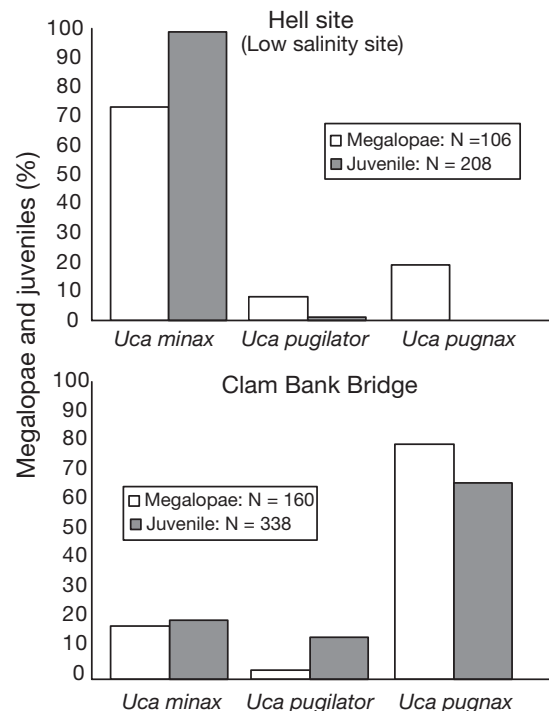 Hell site
(Low salinity site)
Megalopae and juveniles (%)
100
90
80
70
60
50
40
30
20
10
0
Megalopae: N =106
Juvenile: N = 208
Uca minax Uca pugilator Uca pugnax
Clam Bank Bridge
100
90
80
70
60
50
40
30
20
10
0
Megalopae: N = 160
Juvenile: N = 338
Uca minax Uca pugilator Uca pugnax